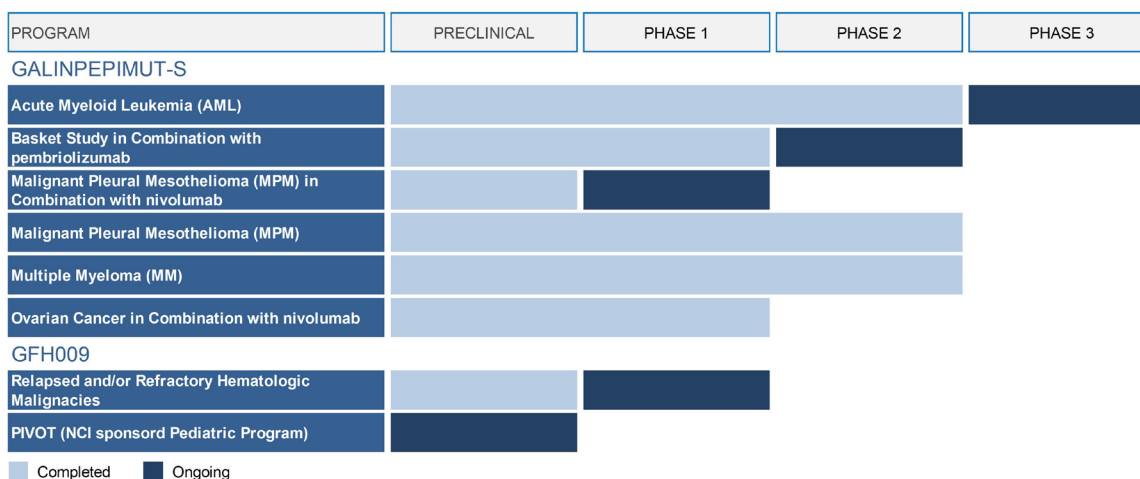 PROGRAM PRECLINICAL PHASE 1 PHASE 2 PHASE 3
GALINPEPIMUT-S
Acute Myeloid Leukemia (AML)
Basket Study in Combination with
pembriolizumab
Malignant Pleural Mesothelioma (MPM) in
Combination with nivolumab
Malignant Pleural Mesothelioma (MPM)
Multiple Myeloma (MM)
Ovarian Cancer in Combination with nivolumab
GFH009
Relapsed and/or Refractory Hematologic
Malignacies
PIVOT (NCI sponsord Pediatric Program)
Completed Ongoing